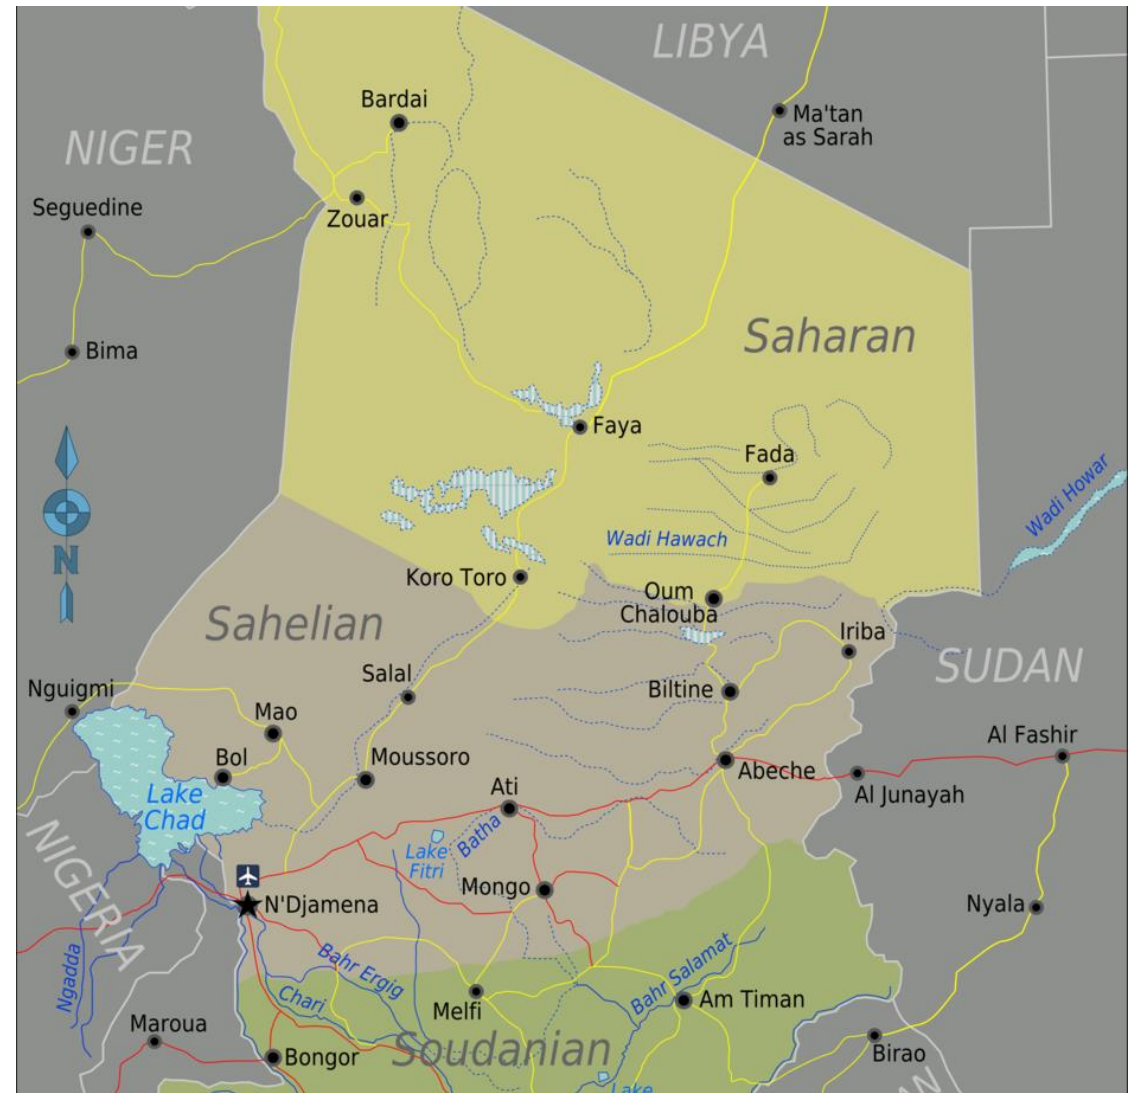 LIBYA
Bardai
Ma'tan
as Sarah
NIGER
Seguedine
Zouar
Saharan
Bima
Faya
Fada
Wadi Howar
Wadi Hawach
N
Koro Toro
Oum
Chalouba
Sahelian
Iriba
SUDAN
Salal
Nguigmi
Biltine
Mao
Al Fashir
Bol
Moussoro
Abeche
Ati
Al Junayah
Lake
Chad
Batha
Lake
Fitri
NIGERIA
Mongo
N'Djamena
Nyala
Ngadda
Bahr Ergig
Bahr Salamat
Chari
Melfi
Am Timan
Maroua
Soudanian
Birao
Bongor
Lake